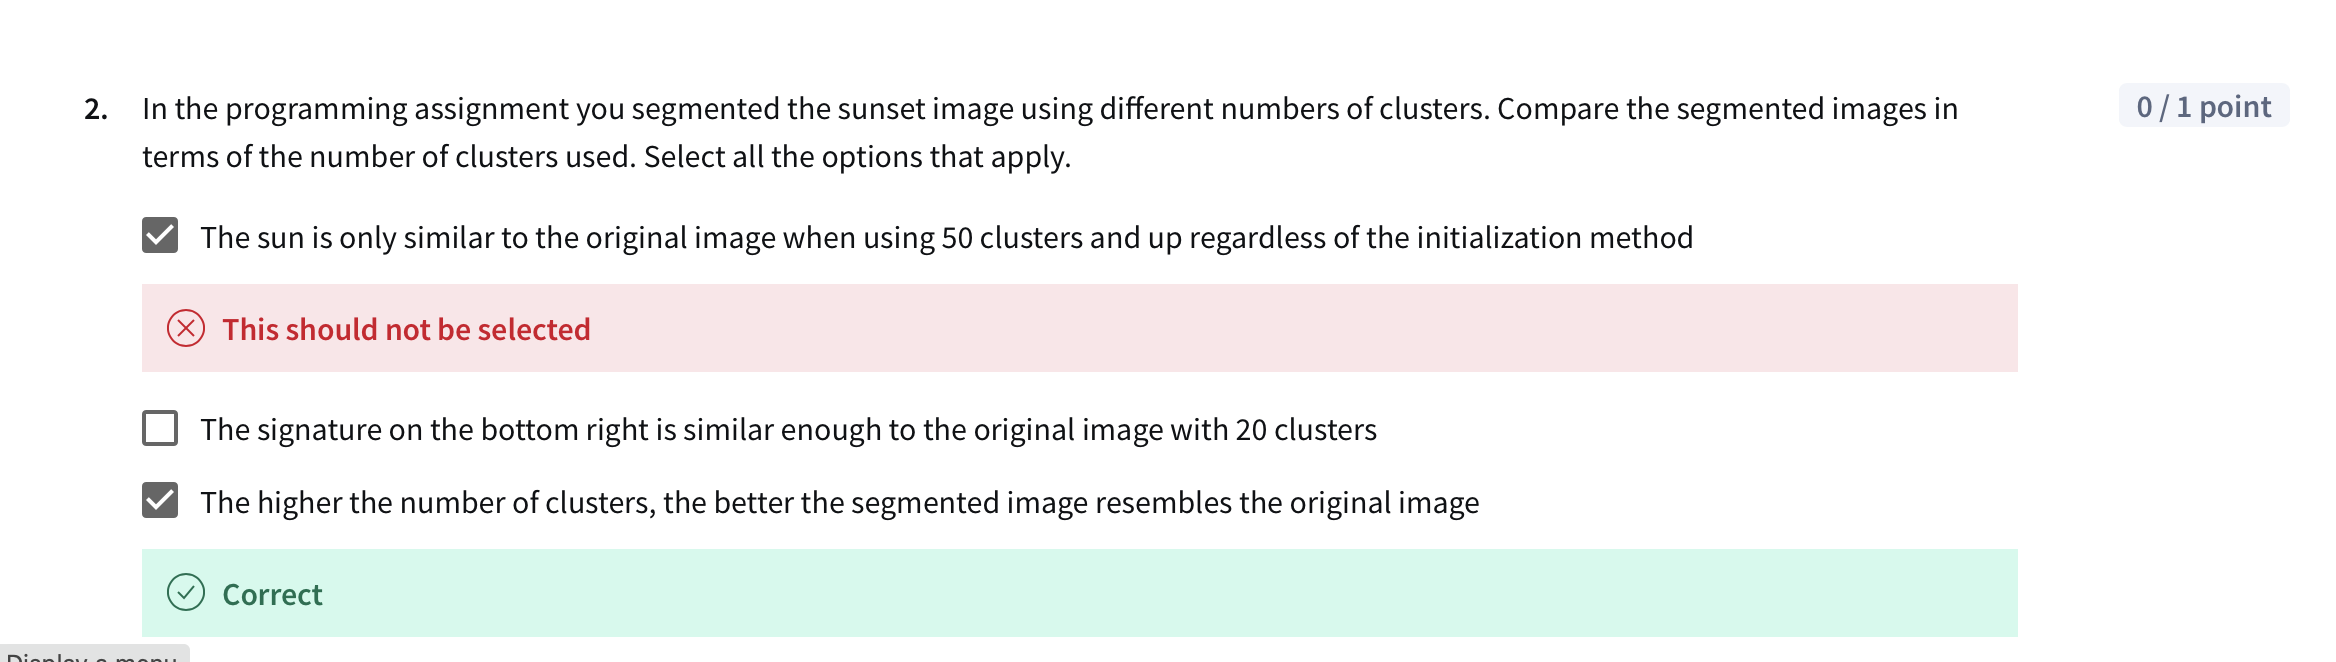 2. In the programming assignment you segmented the sunset image using different numbers of clusters. Compare the segmented images in
terms of the number of clusters used. Select all the options that apply.
0 / 1 point
The sun is only similar to the original image when using 50 clusters and up regardless of the initialization method
This should not be selected
The signature on the bottom right is similar enough to the original image with 20 clusters
The higher the number of clusters, the better the segmented image resembles the original image
Correct
Display a menu